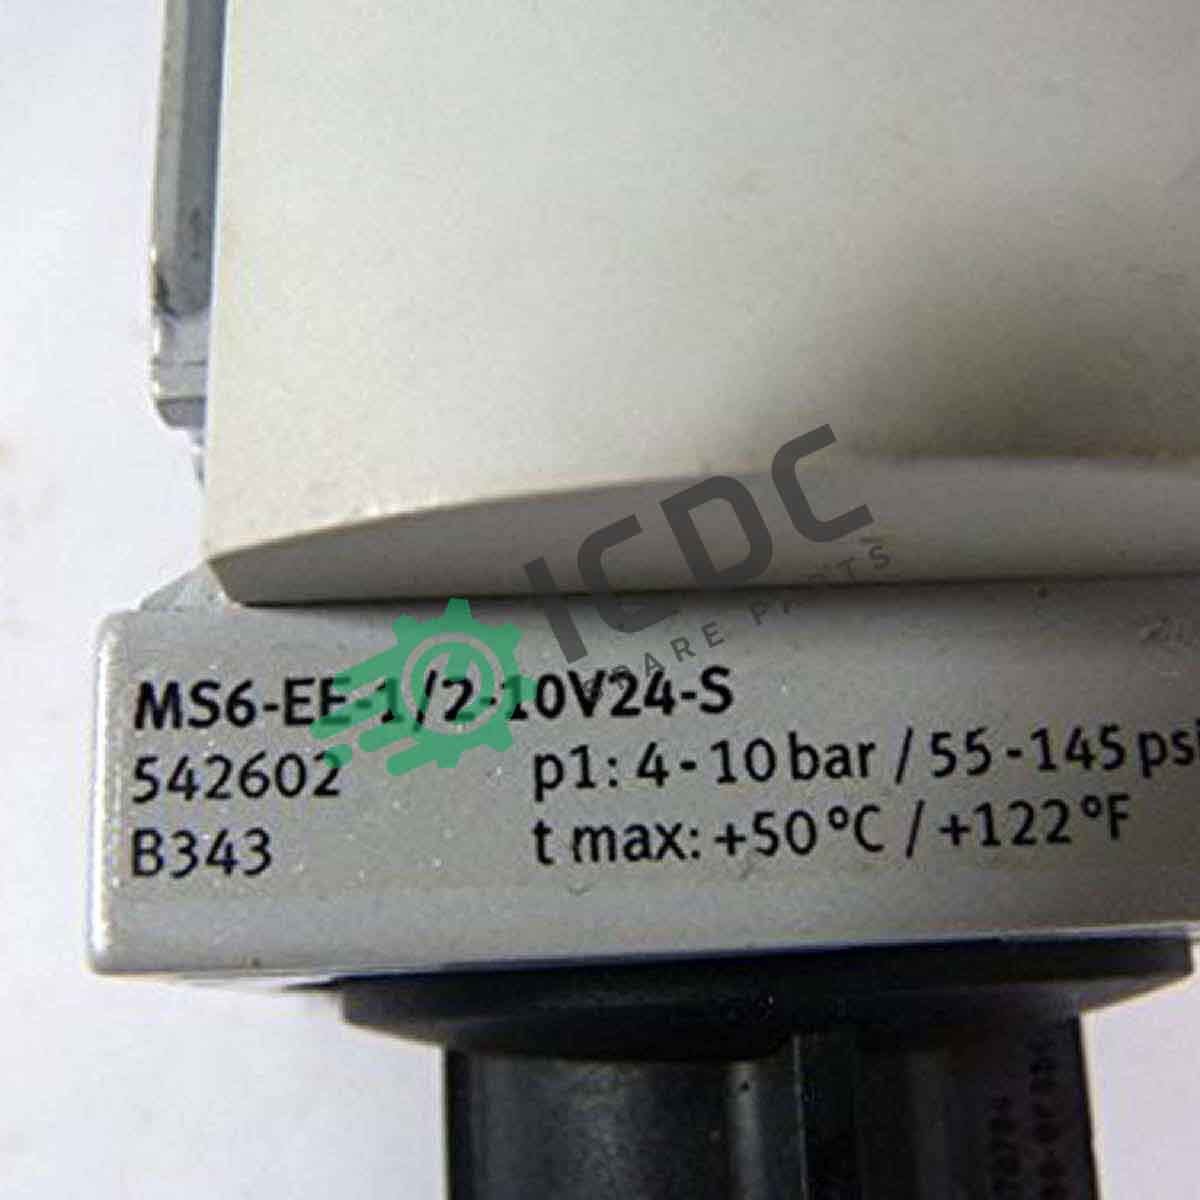 ICDC
SPARE PARTS
MS6-EE-1/2-10V24-S
542602
p1: 4 - 10 bar / 55 - 145 psi
B343
t max: +50°C / +122°F